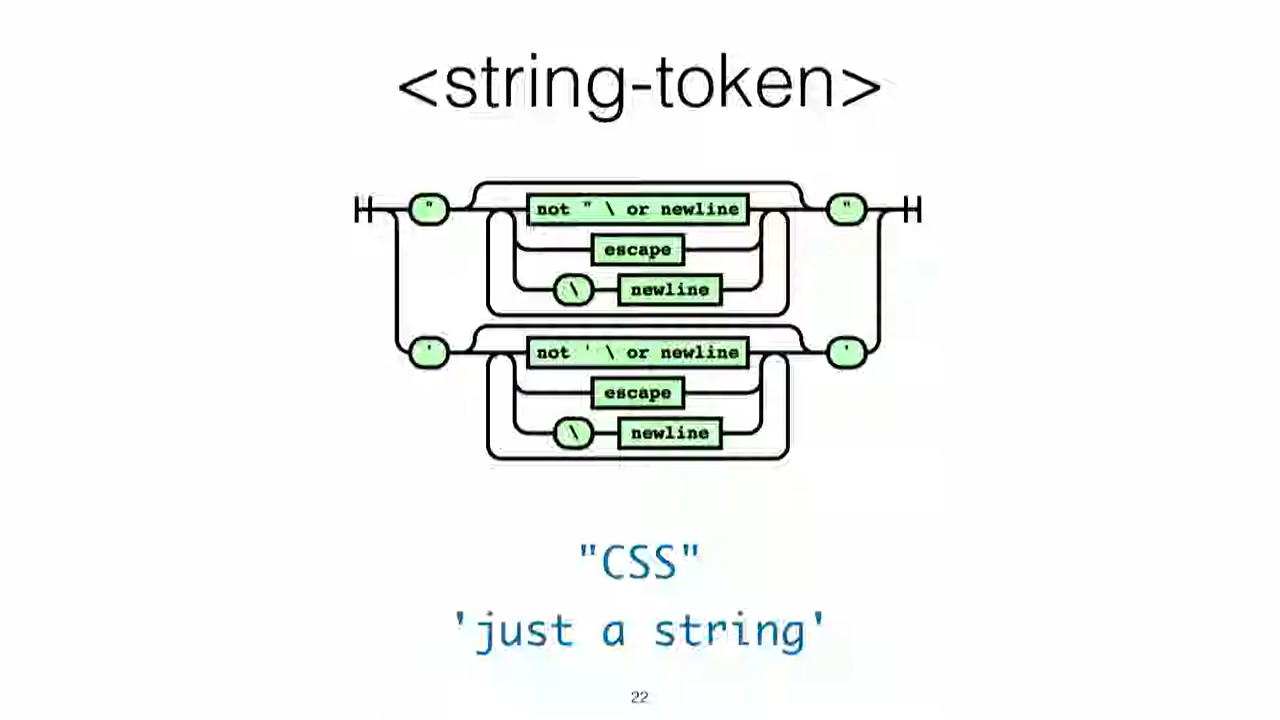 <string-token>
" not " \ or newline "
escape
\ newline
' not ' \ or newline '
escape
\ newline
"CSS"
'just a string'
22